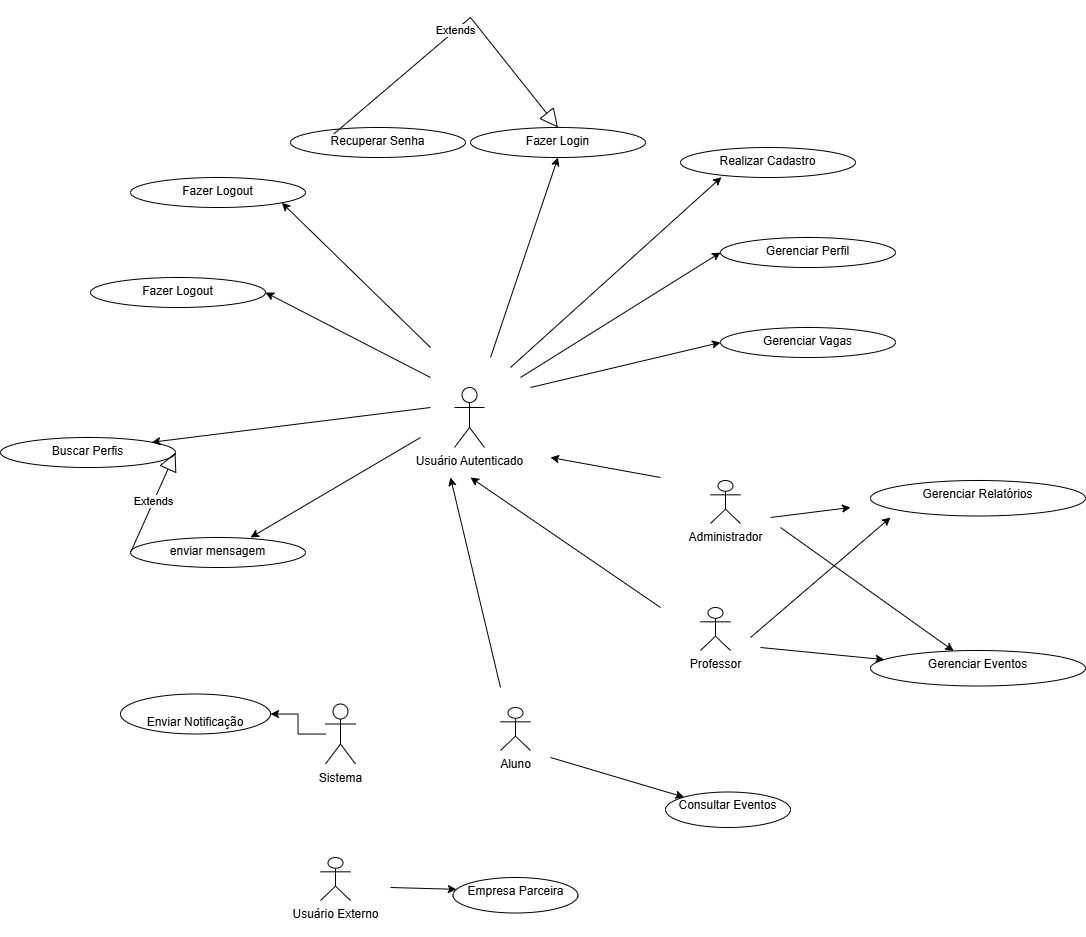 Extends
Recuperar Senha
Fazer Login
Realizar Cadastro
Fazer Logout
Gerenciar Perfil
Fazer Logout
Gerenciar Vagas
Buscar Perfis
Usuário Autenticado
Extends
Gerenciar Relatórios
Administrador
enviar mensagem
Professor
Gerenciar Eventos
Enviar Notificação
Sistema
Aluno
Consultar Eventos
Empresa Parceira
Usuário Externo